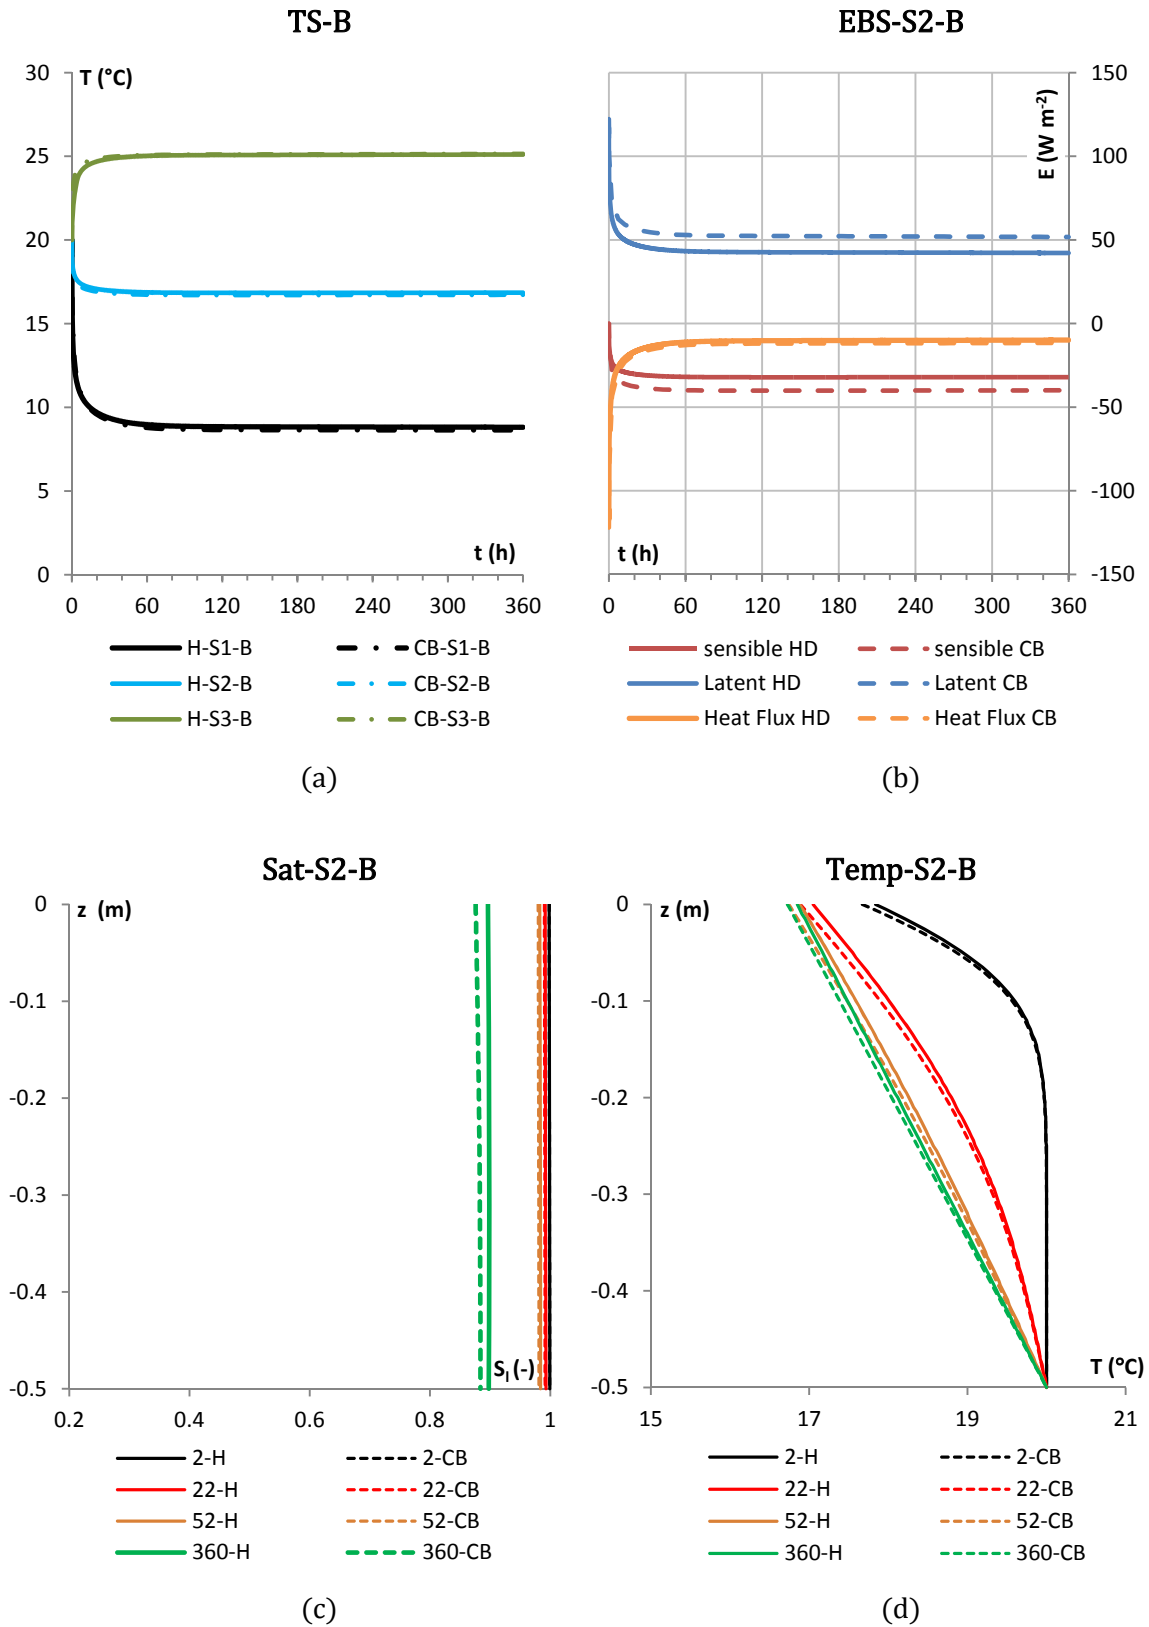 TS-B
T (°C)
30
25
20
15
10
5
0
t (h)
0 60 120 180 240 300 360
H-S1-B CB-S1-B
H-S2-B CB-S2-B
H-S3-B CB-S3-B
(a)
EBS-S2-B
E (W m⁻²)
150
100
50
0
-50
-100
-150
t (h)
0 60 120 180 240 300 360
sensible HD sensible CB
Latent HD Latent CB
Heat Flux HD Heat Flux CB
(b)
Sat-S2-B
z (m)
0
-0.1
-0.2
-0.3
-0.4
-0.5
Sₗ (-)
0.2 0.4 0.6 0.8 1
2-H 2-CB
22-H 22-CB
52-H 52-CB
360-H 360-CB
(c)
Temp-S2-B
z (m)
0
-0.1
-0.2
-0.3
-0.4
-0.5
T (°C)
15 17 19 21
2-H 2-CB
22-H 22-CB
52-H 52-CB
360-H 360-CB
(d)